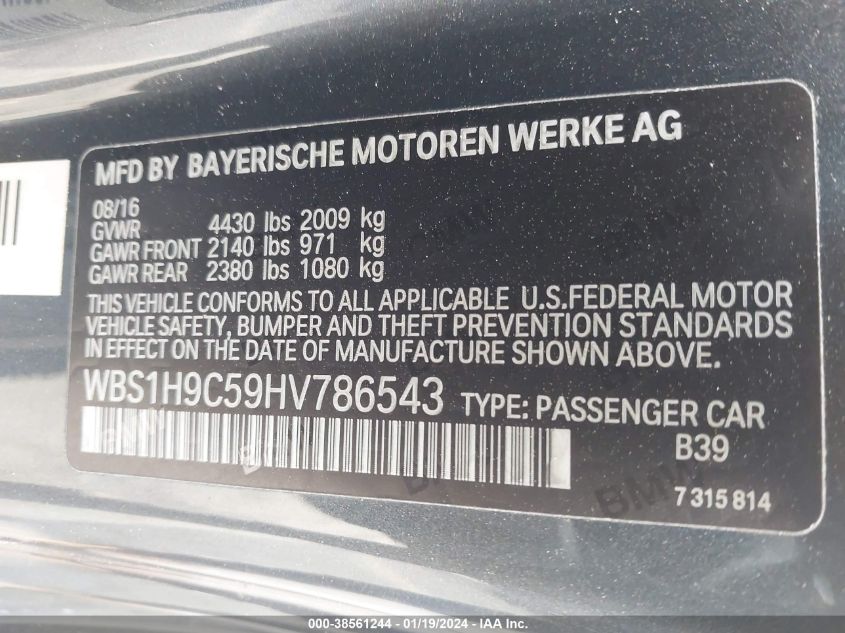 MFD BY BAYERISCHE MOTOREN WERKE AG
08/16
GVWR 4430 lbs 2009 kg
GAWR FRONT 2140 lbs 971 kg
GAWR REAR 2380 lbs 1080 kg
THIS VEHICLE CONFORMS TO ALL APPLICABLE U.S.FEDERAL MOTOR
VEHICLE SAFETY, BUMPER AND THEFT PREVENTION STANDARDS
IN EFFECT ON THE DATE OF MANUFACTURE SHOWN ABOVE.
WBS1H9C59HV786543 TYPE: PASSENGER CAR
B39
7 315 814
000-38561244 - 01/19/2024 - IAA Inc.